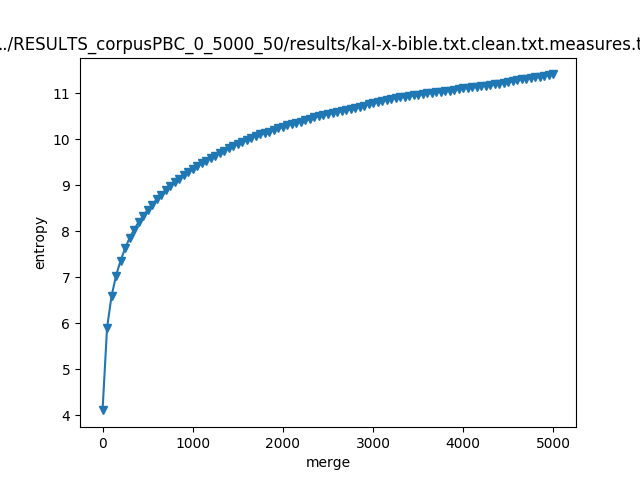 ./RESULTS_corpusPBC_0_5000_50/results/kal-x-bible.txt.clean.txt.measures.t
11
10
9
8
7
6
5
4
entropy
0 1000 2000 3000 4000 5000
merge